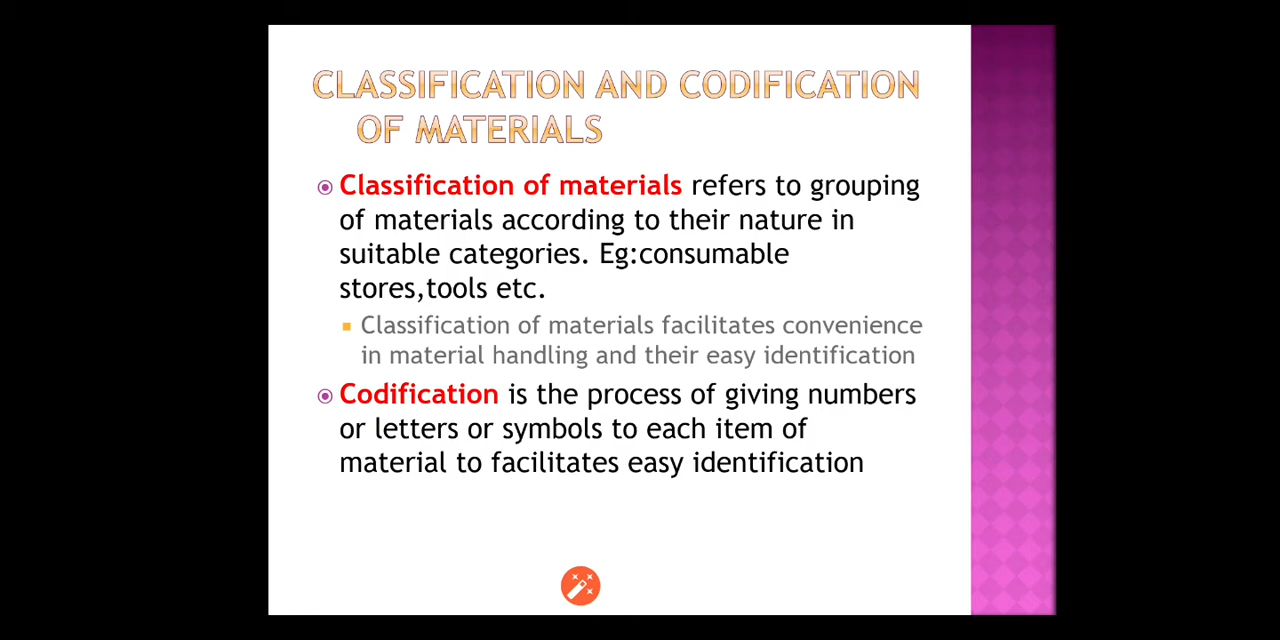 CLASSIFICATION AND CODIFICATION
OF MATERIALS
Classification of materials refers to grouping
of materials according to their nature in
suitable categories. Eg:consumable
stores,tools etc.
Classification of materials facilitates convenience
in material handling and their easy identification
Codification is the process of giving numbers
or letters or symbols to each item of
material to facilitates easy identification